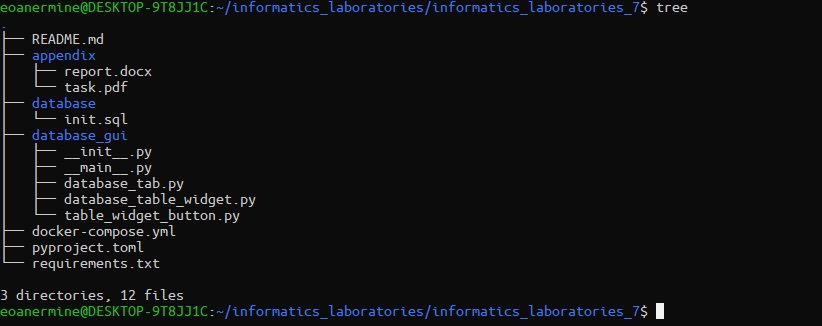 eoanermine@DESKTOP-9T8JJ1C:~/informatics_laboratories/informatics_laboratories_7$ tree
.
├── README.md
├── appendix
│   ├── report.docx
│   └── task.pdf
├── database
│   └── init.sql
├── database_gui
│   ├── __init__.py
│   ├── __main__.py
│   ├── database_tab.py
│   ├── database_table_widget.py
│   └── table_widget_button.py
├── docker-compose.yml
├── pyproject.toml
└── requirements.txt

3 directories, 12 files
eoanermine@DESKTOP-9T8JJ1C:~/informatics_laboratories/informatics_laboratories_7$